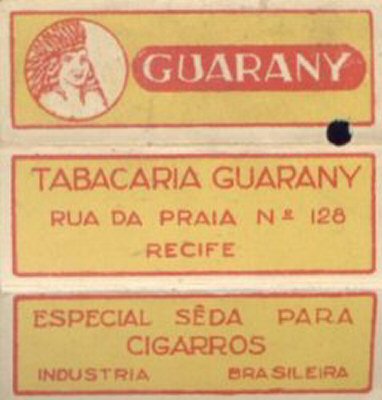 GUARANY
TABACARIA GUARANY
RUA DA PRAIA Nº 128
RECIFE
ESPECIAL SÊDA PARA
CIGARROS
INDUSTRIA BRASILEIRA